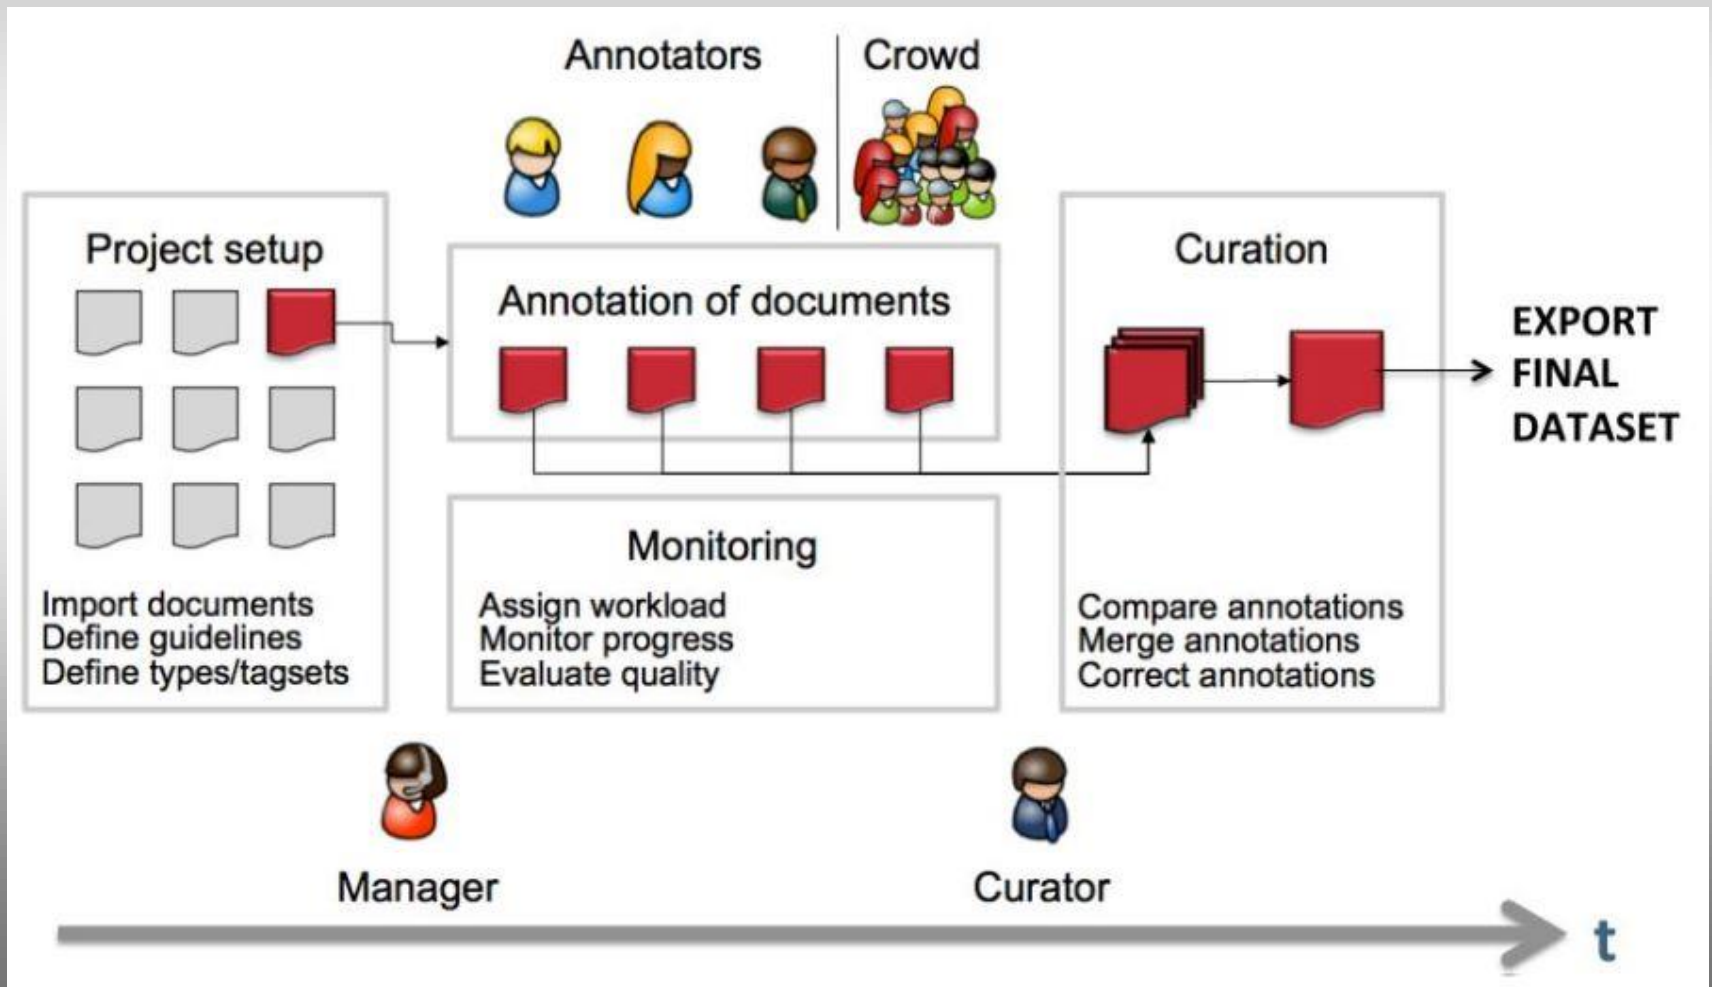 Annotators
Crowd
Project setup
Import documents
Define guidelines
Define types/tagsets
Annotation of documents
Monitoring
Assign workload
Monitor progress
Evaluate quality
Curation
Compare annotations
Merge annotations
Correct annotations
EXPORT
FINAL
DATASET
Manager
Curator
t